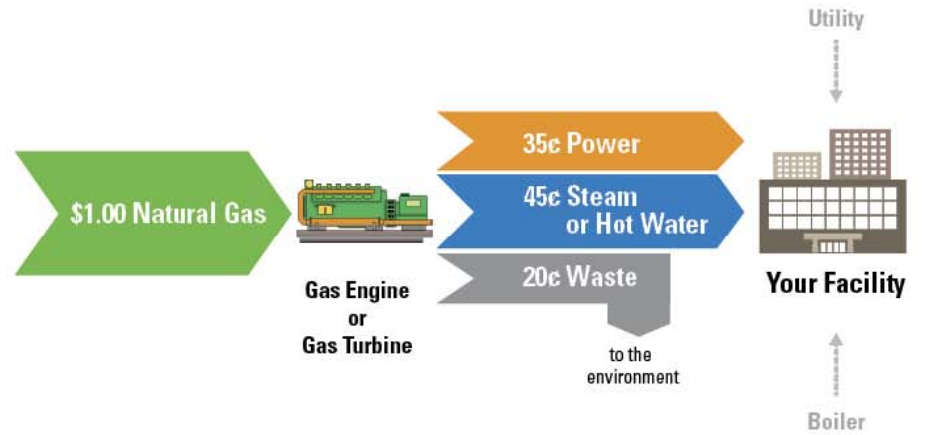 Utility
$1.00 Natural Gas
35¢ Power
45¢ Steam
or Hot Water
20¢ Waste
Gas Engine
or
Gas Turbine
Your Facility
to the
environment
Boiler